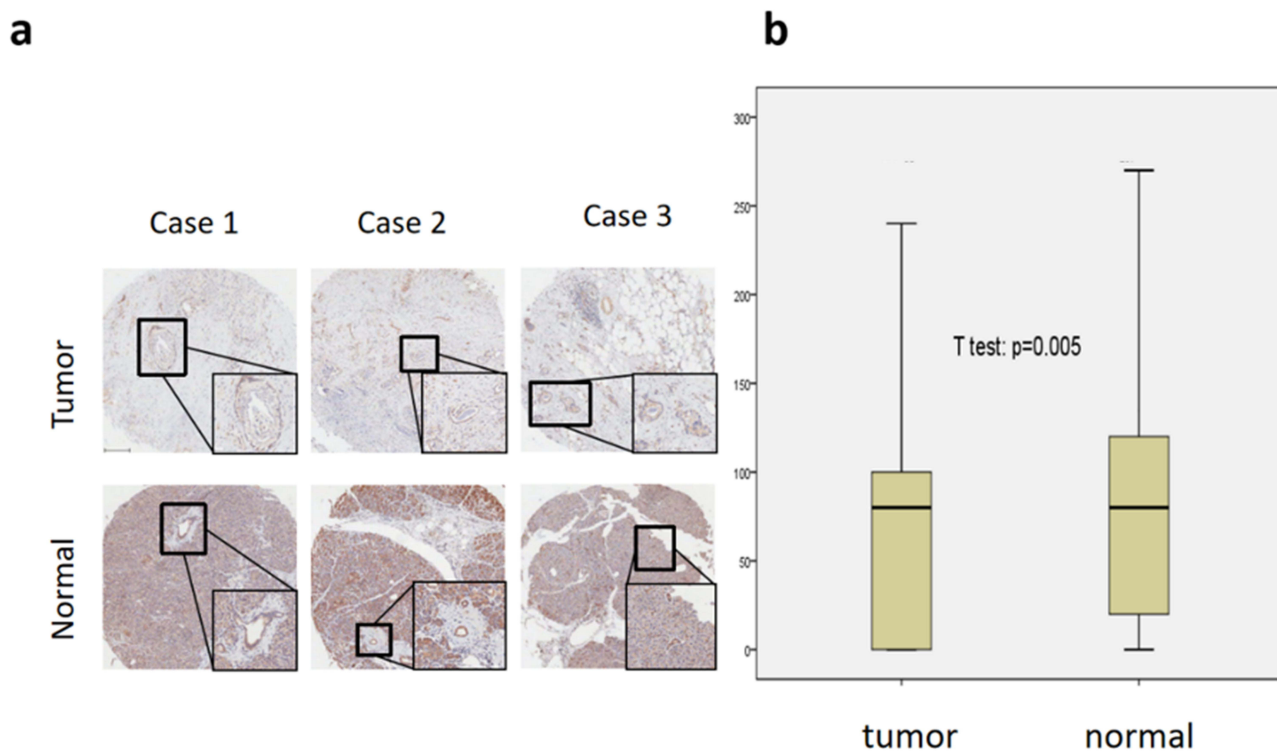 a
b
Case 1
Case 2
Case 3
Tumor
Normal
300
250
200
150
100
50
0
T test: p=0.005
tumor
normal